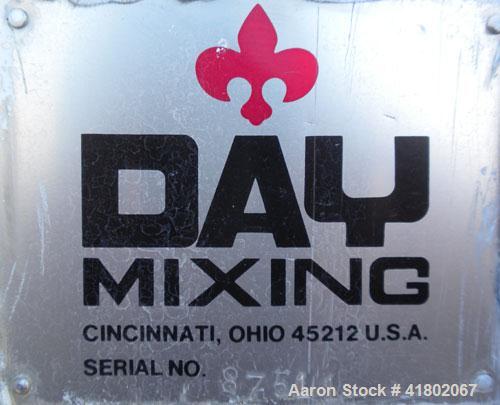 DAY
MIXING
CINCINNATI, OHIO 45212 U.S.A.
SERIAL NO.
Aaron Stock # 41802067